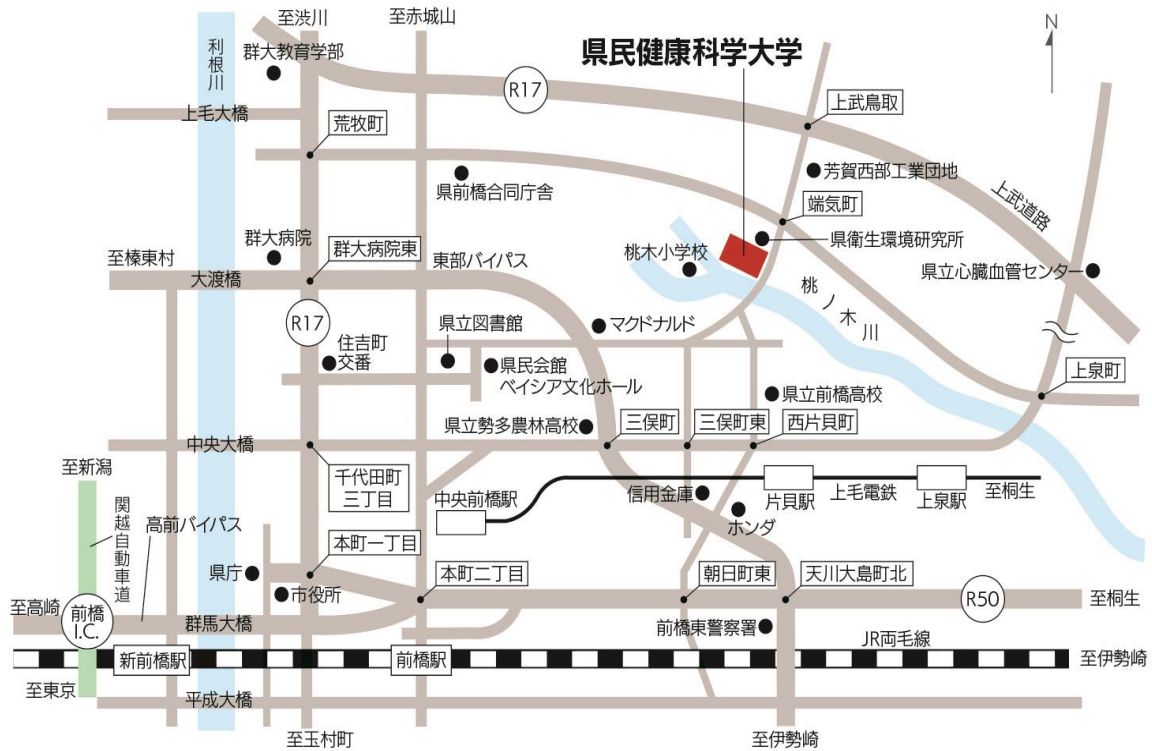 至渋川
至赤城山
N
利根川
群大教育学部
県民健康科学大学
R17
上毛大橋
上武鳥取
荒牧町
芳賀西部工業団地
県前橋合同庁舎
上武道路
端気町
群大病院
群大病院東
県衛生環境研究所
至榛東村
東部バイパス
桃木小学校
県立心臓血管センター
大渡橋
桃ノ木川
R17
県立図書館
マクドナルド
住吉町
交番
県民会館
ベイシア文化ホール
上泉町
県立前橋高校
県立勢多農林高校
三俣町
三俣町東
西片貝町
中央大橋
至新潟
千代田町
三丁目
中央前橋駅
信用金庫
片貝駅
上毛電鉄
上泉駅
至桐生
関越自動車道
高前バイパス
ホンダ
本町一丁目
県庁
本町二丁目
朝日町東
天川大島町北
市役所
至高崎
前橋
I.C.
R50
至桐生
群馬大橋
前橋東警察署
JR両毛線
新前橋駅
前橋駅
至伊勢崎
至東京
平成大橋
至玉村町
至伊勢崎